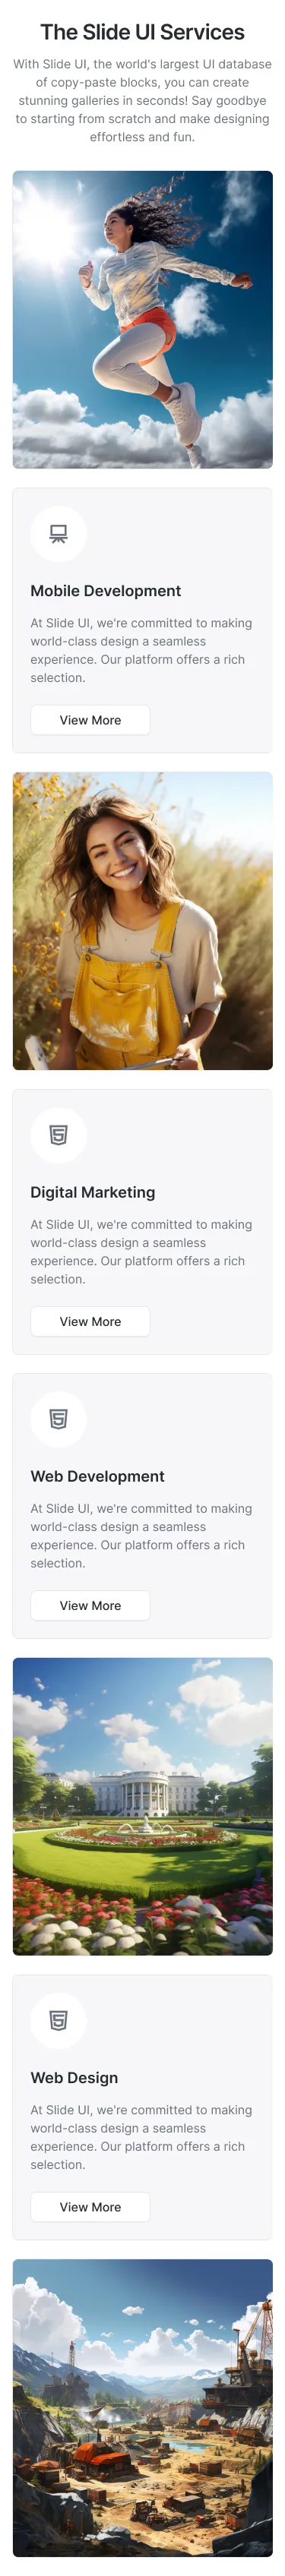 The Slide UI Services
With Slide UI, the world's largest UI database
of copy-paste blocks, you can create
stunning galleries in seconds! Say goodbye
to starting from scratch and make designing
effortless and fun.
Mobile Development
At Slide UI, we're committed to making
world-class design a seamless
experience. Our platform offers a rich
selection.
View More
Digital Marketing
At Slide UI, we're committed to making
world-class design a seamless
experience. Our platform offers a rich
selection.
View More
Web Development
At Slide UI, we're committed to making
world-class design a seamless
experience. Our platform offers a rich
selection.
View More
Web Design
At Slide UI, we're committed to making
world-class design a seamless
experience. Our platform offers a rich
selection.
View More